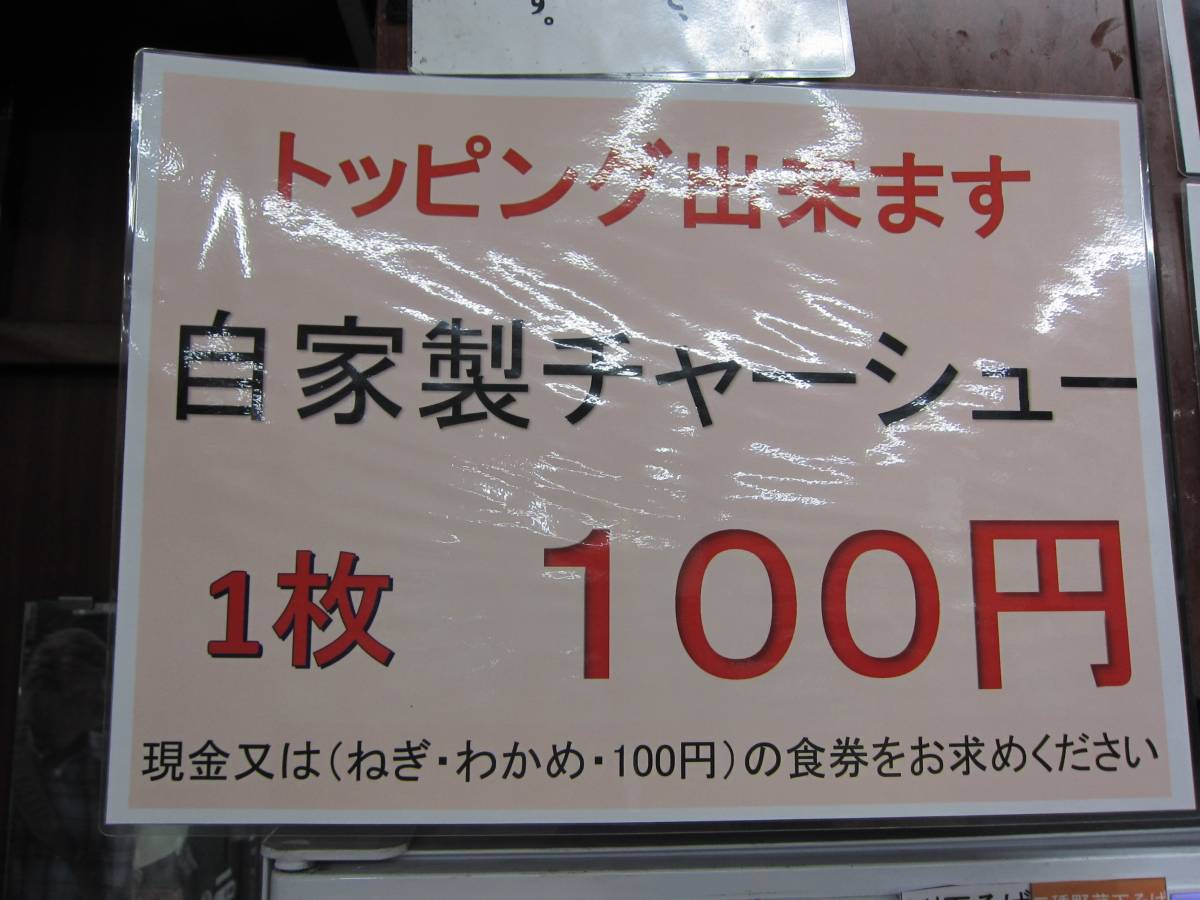 す。
トッピング出来ます
自家製チャーシュー
1枚 100円
現金又は(ねぎ・わかめ・100円)の食券をお求めください